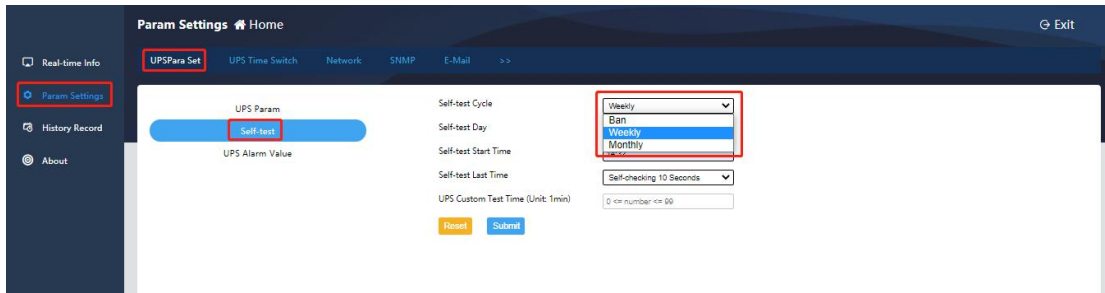 Param Settings Home
Exit
Real-time Info
Param Settings
History Record
About
UPSPara Set UPS Time Switch Network SNMP E-Mail >>
UPS Param
Self-test
UPS Alarm Value
Self-test Cycle Weekly
Ban
Weekly
Monthly
Self-test Day
Self-test Start Time
Self-test Last Time Self-checking 10 Seconds
UPS Custom Test Time (Unit: 1min) 0 <= number <= 99
Reset Submit